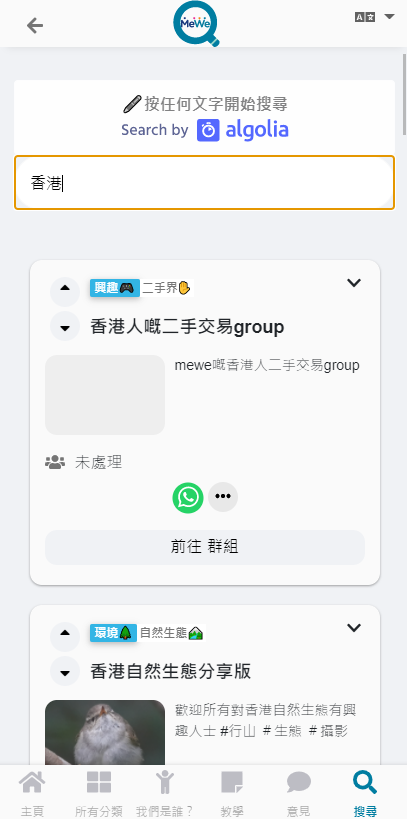 MeWe
按任何文字開始搜尋
Search by algolia
香港
興趣 二手界
香港人嘅二手交易group
mewe嘅香港人二手交易group
未處理
前往 群組
環境 自然生態
香港自然生態分享版
歡迎所有對香港自然生態有興
趣人士 #行山 #生態 #攝影
主頁 所有分類 我們是誰? 教學 意見 搜尋